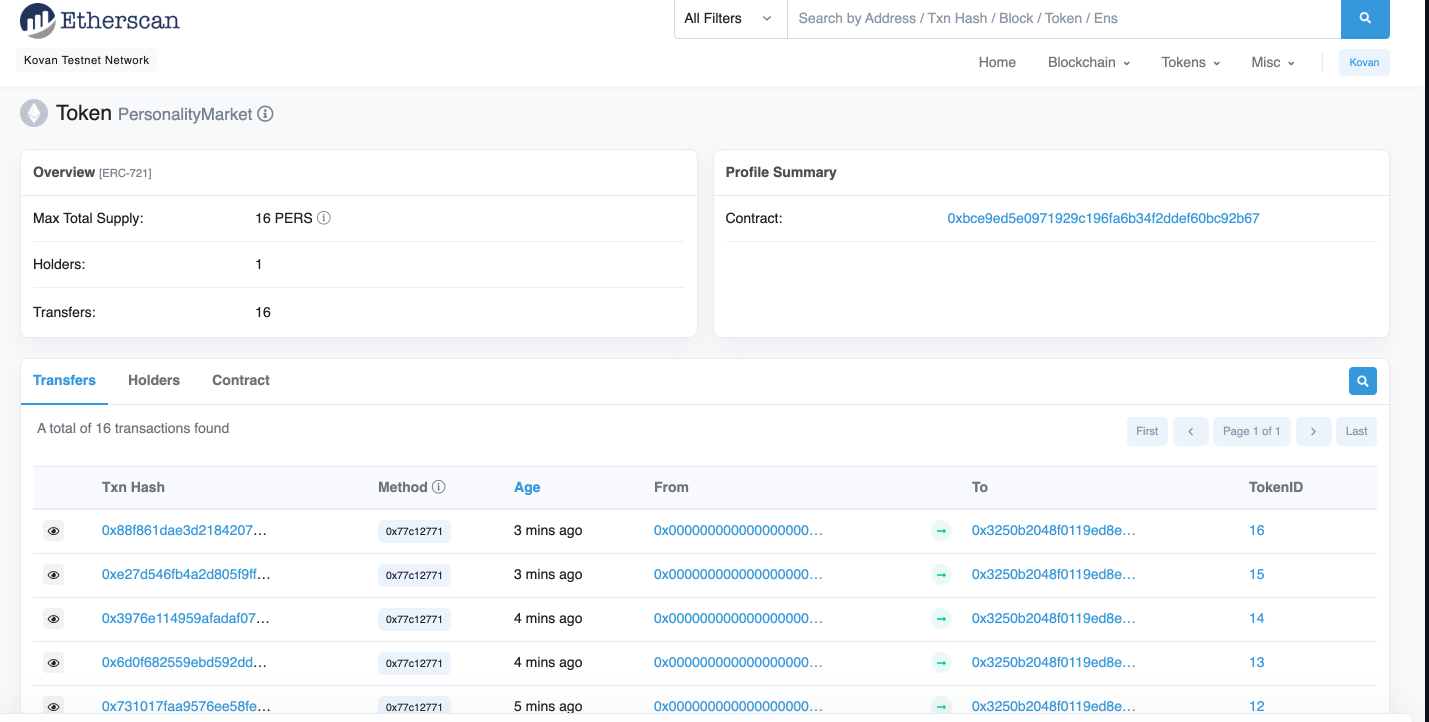 Etherscan
All Filters Search by Address / Txn Hash / Block / Token / Ens
Kovan Testnet Network
Home Blockchain Tokens Misc Kovan
Token PersonalityMarket
Overview [ERC-721]
Max Total Supply: 16 PERS
Holders: 1
Transfers: 16
Profile Summary
Contract: 0xbce9ed5e0971929c196fa6b34f2ddef60bc92b67
Transfers Holders Contract
A total of 16 transactions found
First Page 1 of 1 Last
Txn Hash Method Age From To TokenID
0x88f861dae3d2184207... 0x77c12771 3 mins ago 0x000000000000000000... 0x3250b2048f0119ed8e... 16
0xe27d546fb4a2d805f9ff... 0x77c12771 3 mins ago 0x000000000000000000... 0x3250b2048f0119ed8e... 15
0x3976e114959afadaf07... 0x77c12771 4 mins ago 0x000000000000000000... 0x3250b2048f0119ed8e... 14
0x6d0f682559ebd592dd... 0x77c12771 4 mins ago 0x000000000000000000... 0x3250b2048f0119ed8e... 13
0x731017faa9576ee58fe... 0x77c12771 5 mins ago 0x000000000000000000... 0x3250b2048f0119ed8e... 12